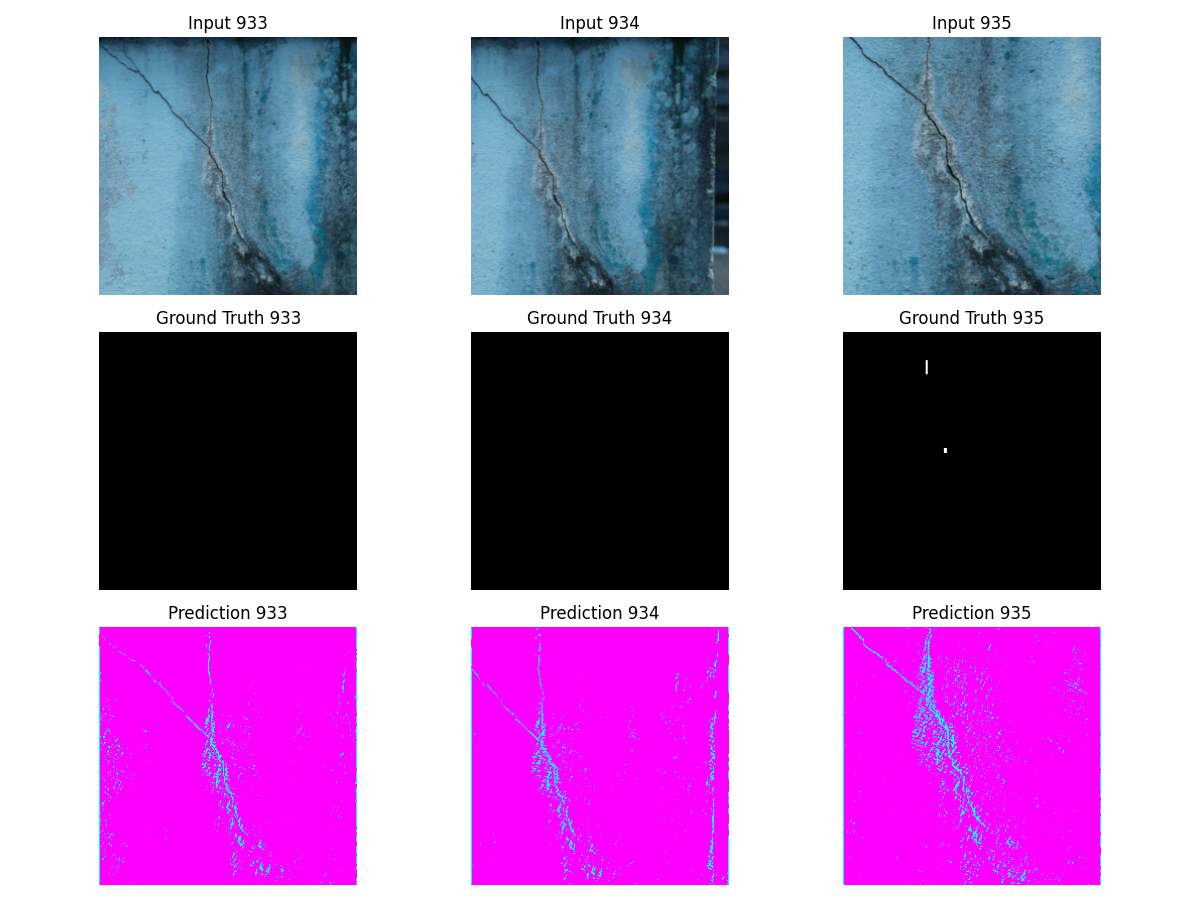 Input 933
Input 934
Input 935
Ground Truth 933
Ground Truth 934
Ground Truth 935
Prediction 933
Prediction 934
Prediction 935